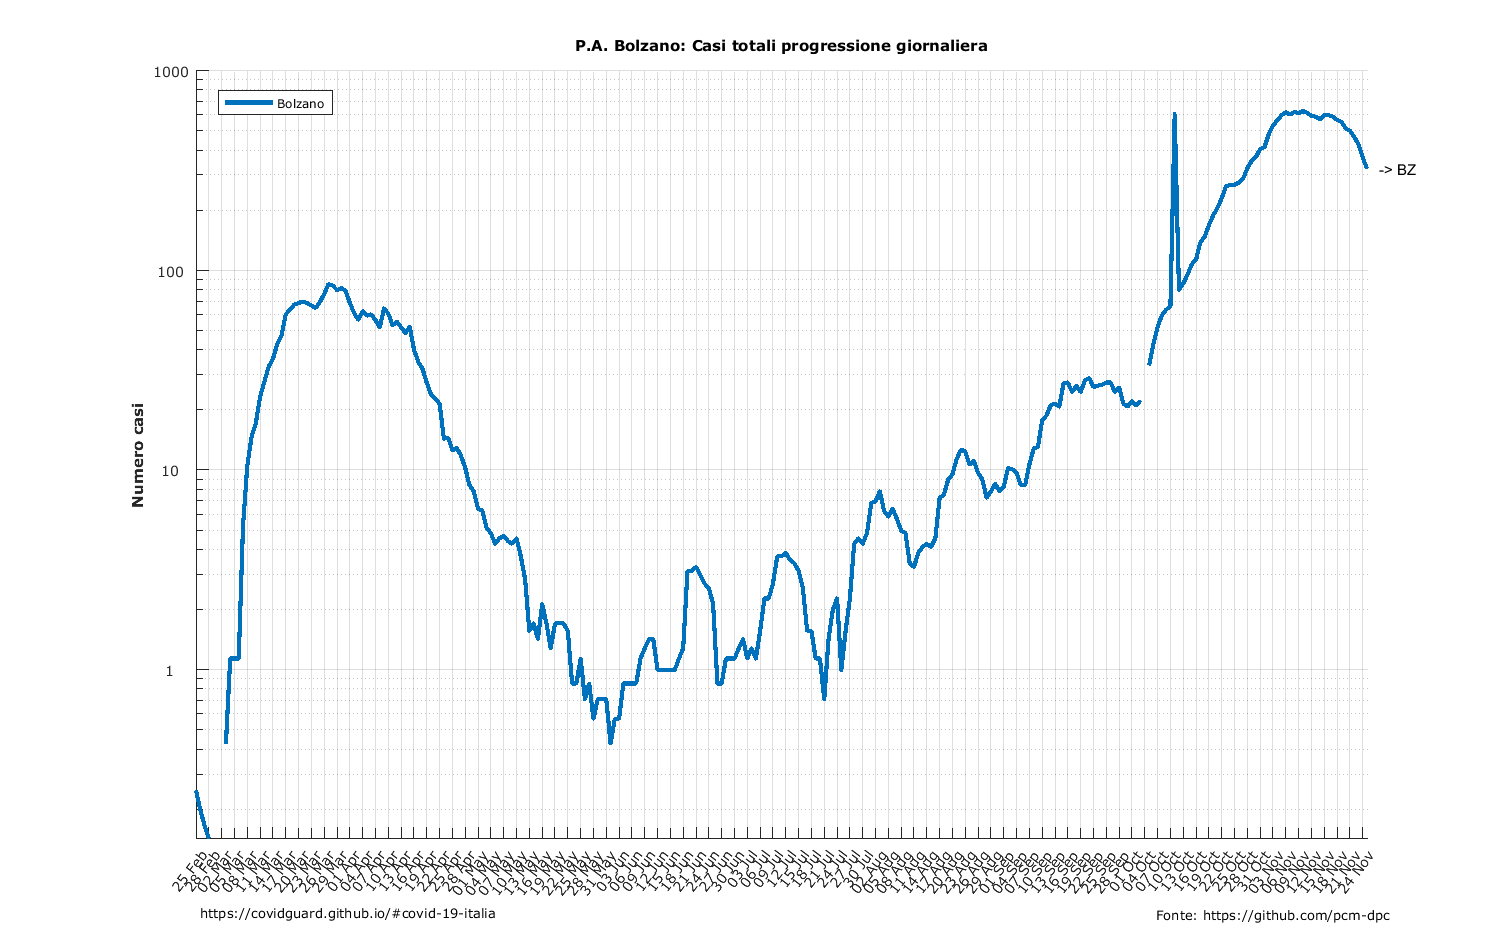 P.A. Bolzano: Casi totali progressione giornaliera
1000
100
10
1
Numero casi
Bolzano
-> BZ
25 Feb
28 Feb
02 Mar
05 Mar
08 Mar
11 Mar
14 Mar
17 Mar
20 Mar
23 Mar
26 Mar
29 Mar
01 Apr
04 Apr
07 Apr
10 Apr
13 Apr
16 Apr
19 Apr
22 Apr
25 Apr
28 Apr
01 May
04 May
07 May
10 May
13 May
16 May
19 May
22 May
25 May
28 May
31 May
03 Jun
06 Jun
09 Jun
12 Jun
15 Jun
18 Jun
21 Jun
24 Jun
27 Jun
30 Jun
03 Jul
06 Jul
09 Jul
12 Jul
15 Jul
18 Jul
21 Jul
24 Jul
27 Jul
30 Jul
02 Aug
05 Aug
08 Aug
11 Aug
14 Aug
17 Aug
20 Aug
23 Aug
26 Aug
29 Aug
01 Sep
04 Sep
07 Sep
10 Sep
13 Sep
16 Sep
19 Sep
22 Sep
25 Sep
28 Sep
01 Oct
04 Oct
07 Oct
10 Oct
13 Oct
16 Oct
19 Oct
22 Oct
25 Oct
28 Oct
31 Oct
03 Nov
06 Nov
09 Nov
12 Nov
15 Nov
18 Nov
21 Nov
24 Nov
https://covidguard.github.io/#covid-19-italia
Fonte: https://github.com/pcm-dpc